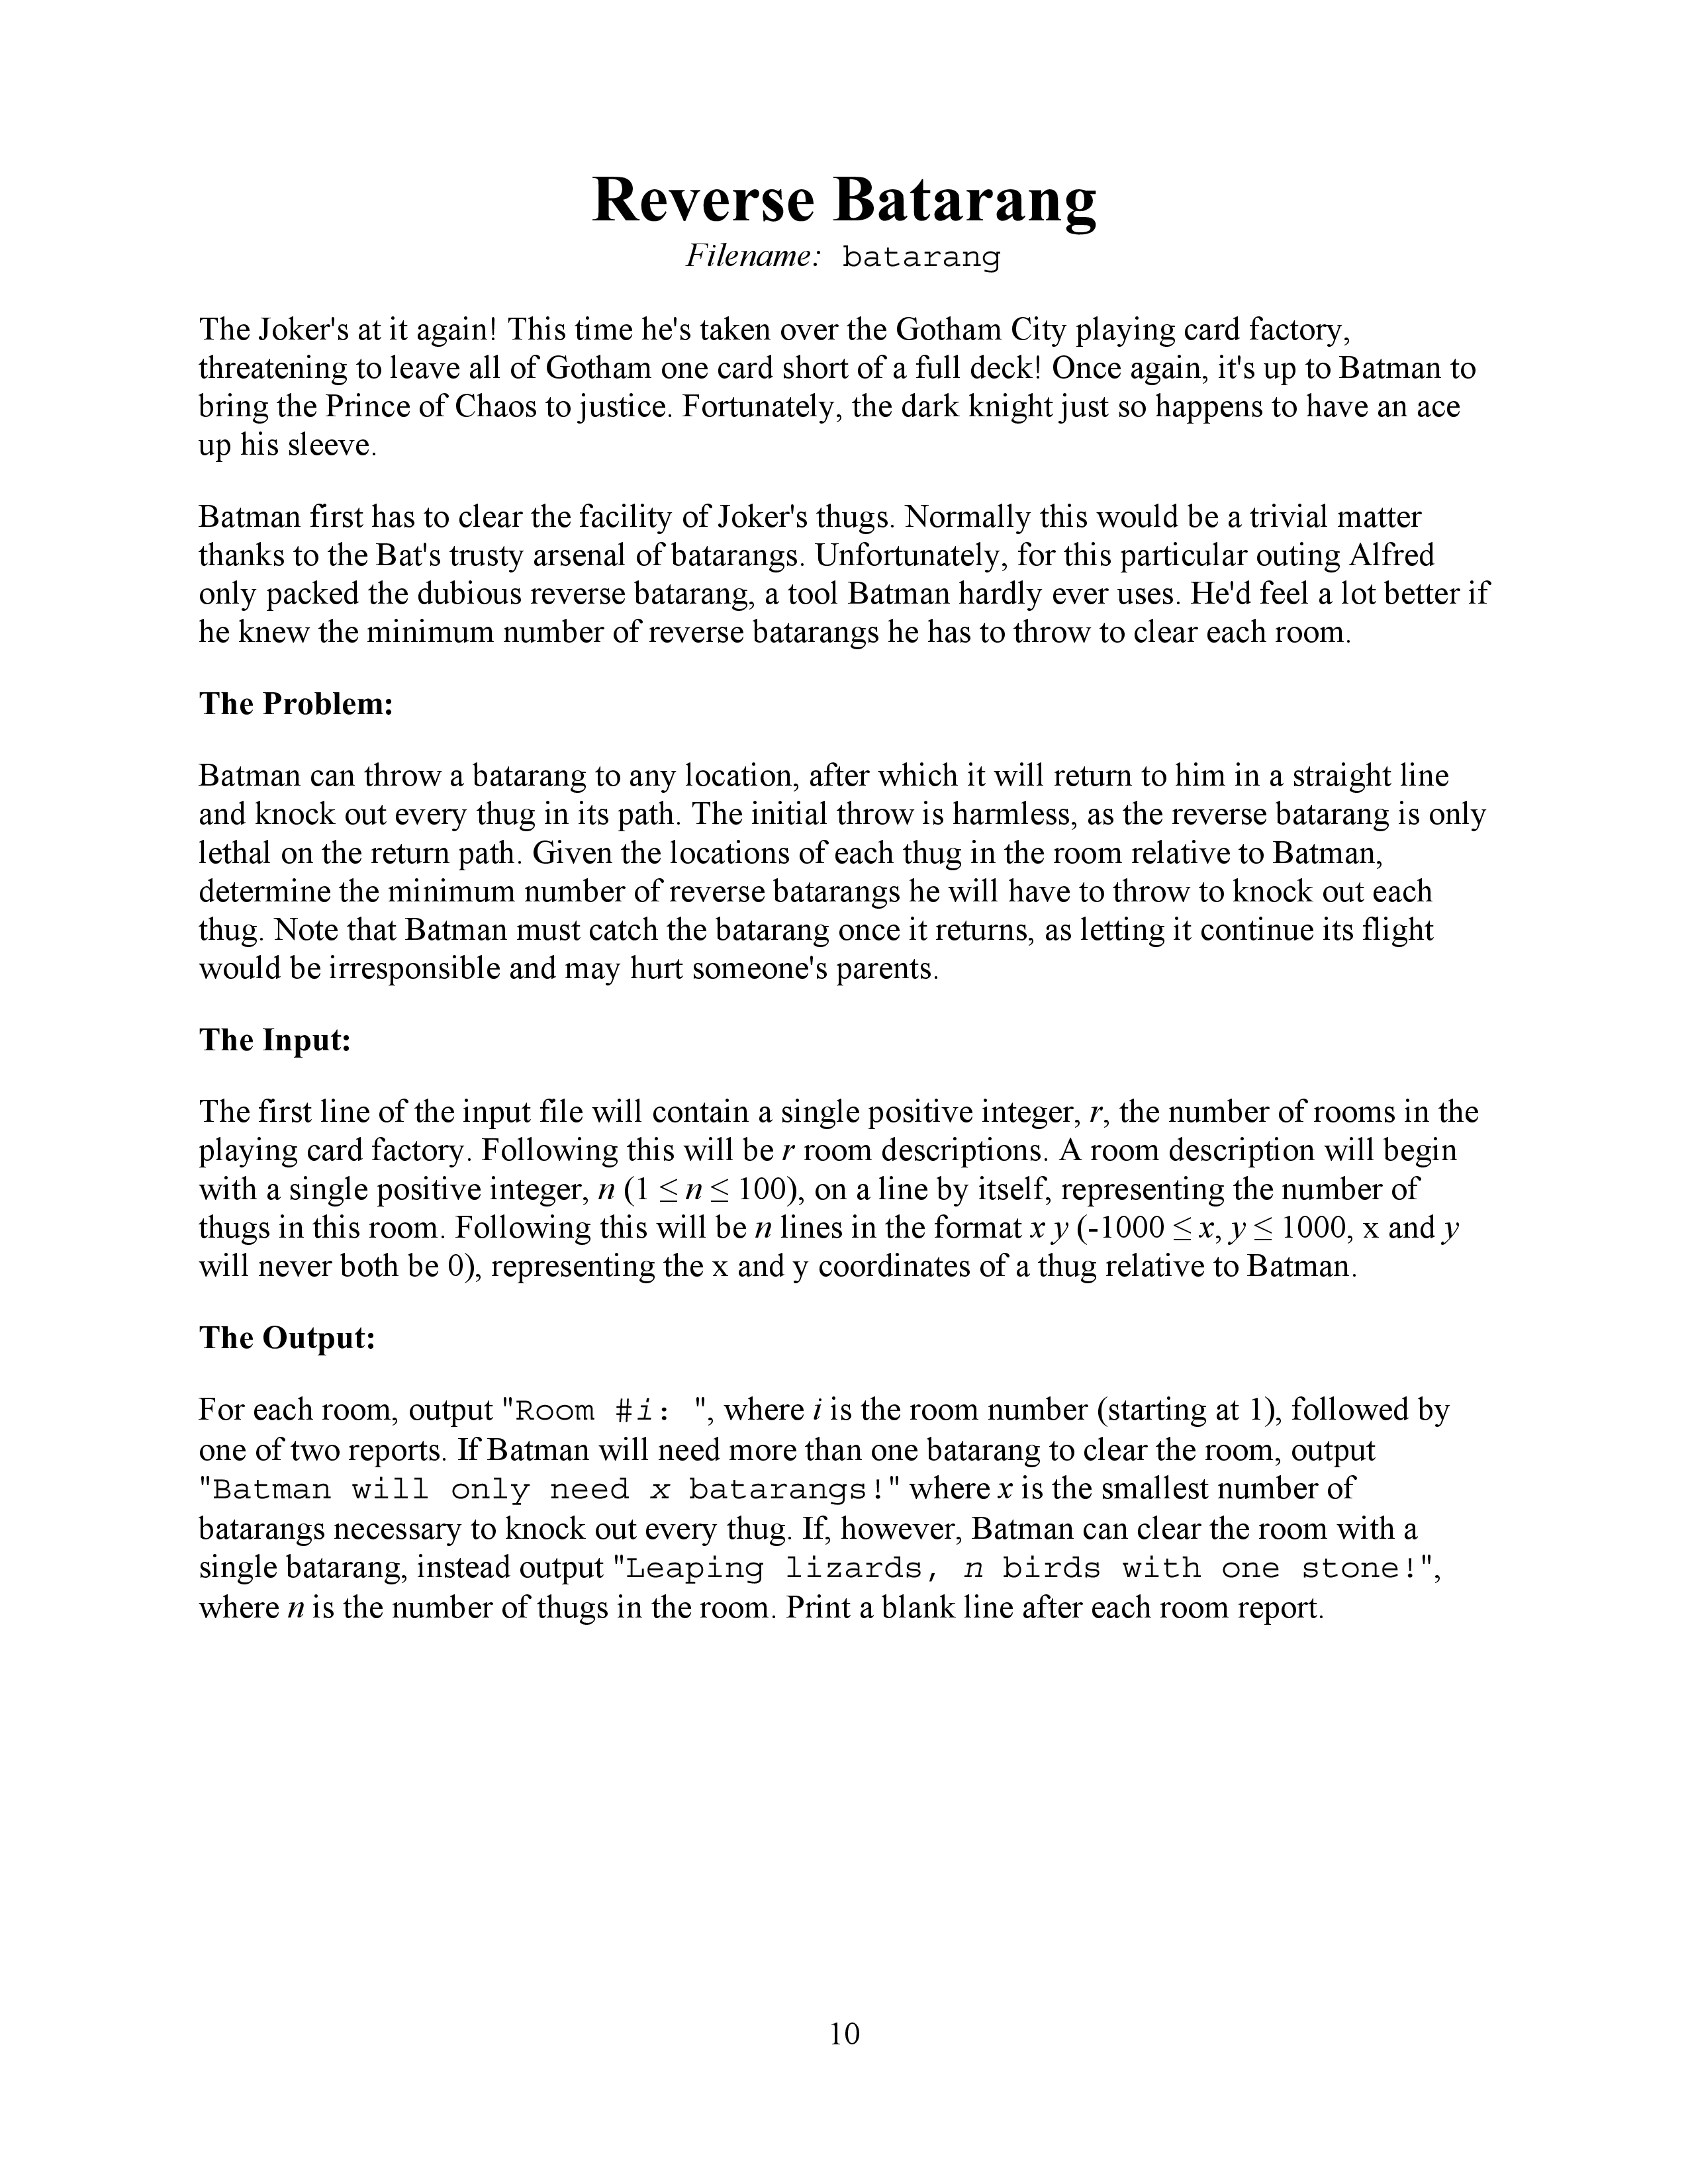 Reverse Batarang
Filename: batarang
The Joker's at it again! This time he's taken over the Gotham City playing card factory,
threatening to leave all of Gotham one card short of a full deck! Once again, it's up to Batman to
bring the Prince of Chaos to justice. Fortunately, the dark knight just so happens to have an ace
up his sleeve.
Batman first has to clear the facility of Joker's thugs. Normally this would be a trivial matter
thanks to the Bat's trusty arsenal of batarangs. Unfortunately, for this particular outing Alfred
only packed the dubious reverse batarang, a tool Batman hardly ever uses. He'd feel a lot better if
he knew the minimum number of reverse batarangs he has to throw to clear each room.
The Problem:
Batman can throw a batarang to any location, after which it will return to him in a straight line
and knock out every thug in its path. The initial throw is harmless, as the reverse batarang is only
lethal on the return path. Given the locations of each thug in the room relative to Batman,
determine the minimum number of reverse batarangs he will have to throw to knock out each
thug. Note that Batman must catch the batarang once it returns, as letting it continue its flight
would be irresponsible and may hurt someone's parents.
The Input:
The first line of the input file will contain a single positive integer, r, the number of rooms in the
playing card factory. Following this will be r room descriptions. A room description will begin
with a single positive integer, n (1 ≤ n ≤ 100), on a line by itself, representing the number of
thugs in this room. Following this will be n lines in the format x y (-1000 ≤ x, y ≤ 1000, x and y
will never both be 0), representing the x and y coordinates of a thug relative to Batman.
The Output:
For each room, output "Room #i: ", where i is the room number (starting at 1), followed by
one of two reports. If Batman will need more than one batarang to clear the room, output
"Batman will only need x batarangs!" where x is the smallest number of
batarangs necessary to knock out every thug. If, however, Batman can clear the room with a
single batarang, instead output "Leaping lizards, n birds with one stone!",
where n is the number of thugs in the room. Print a blank line after each room report.
10